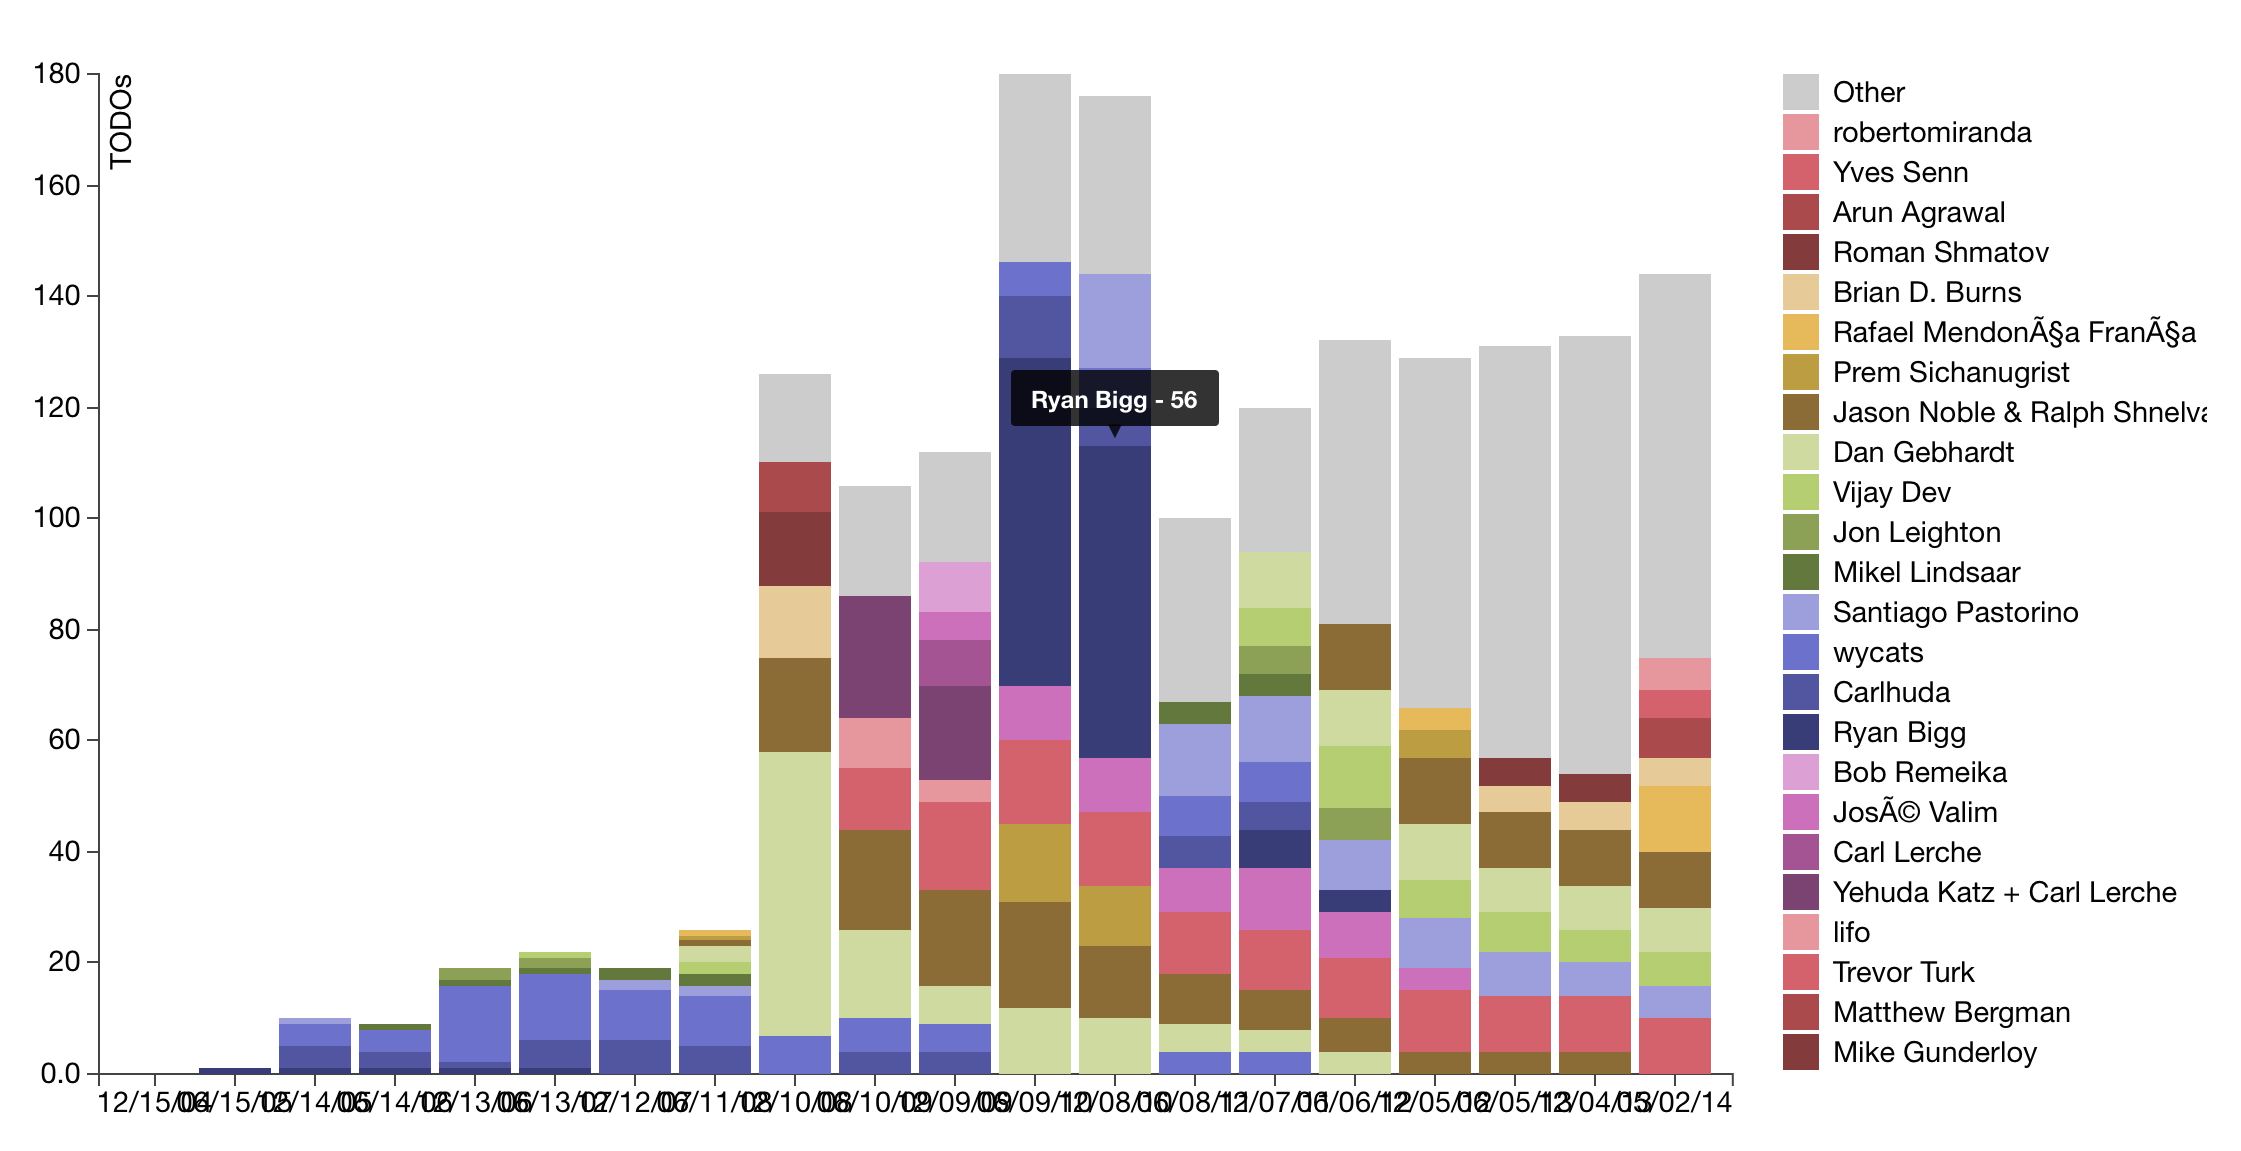 180
160
140
120
100
80
60
40
20
0.0
TODOs
Ryan Bigg - 56
Other
robertomiranda
Yves Senn
Arun Agrawal
Roman Shmatov
Brian D. Burns
Rafael MendonÃ§a FranÃ§a
Prem Sichanugrist
Jason Noble & Ralph Shnelva
Dan Gebhardt
Vijay Dev
Jon Leighton
Mikel Lindsaar
Santiago Pastorino
wycats
Carlhuda
Ryan Bigg
Bob Remeika
JosÃ© Valim
Carl Lerche
Yehuda Katz + Carl Lerche
lifo
Trevor Turk
Matthew Bergman
Mike Gunderloy